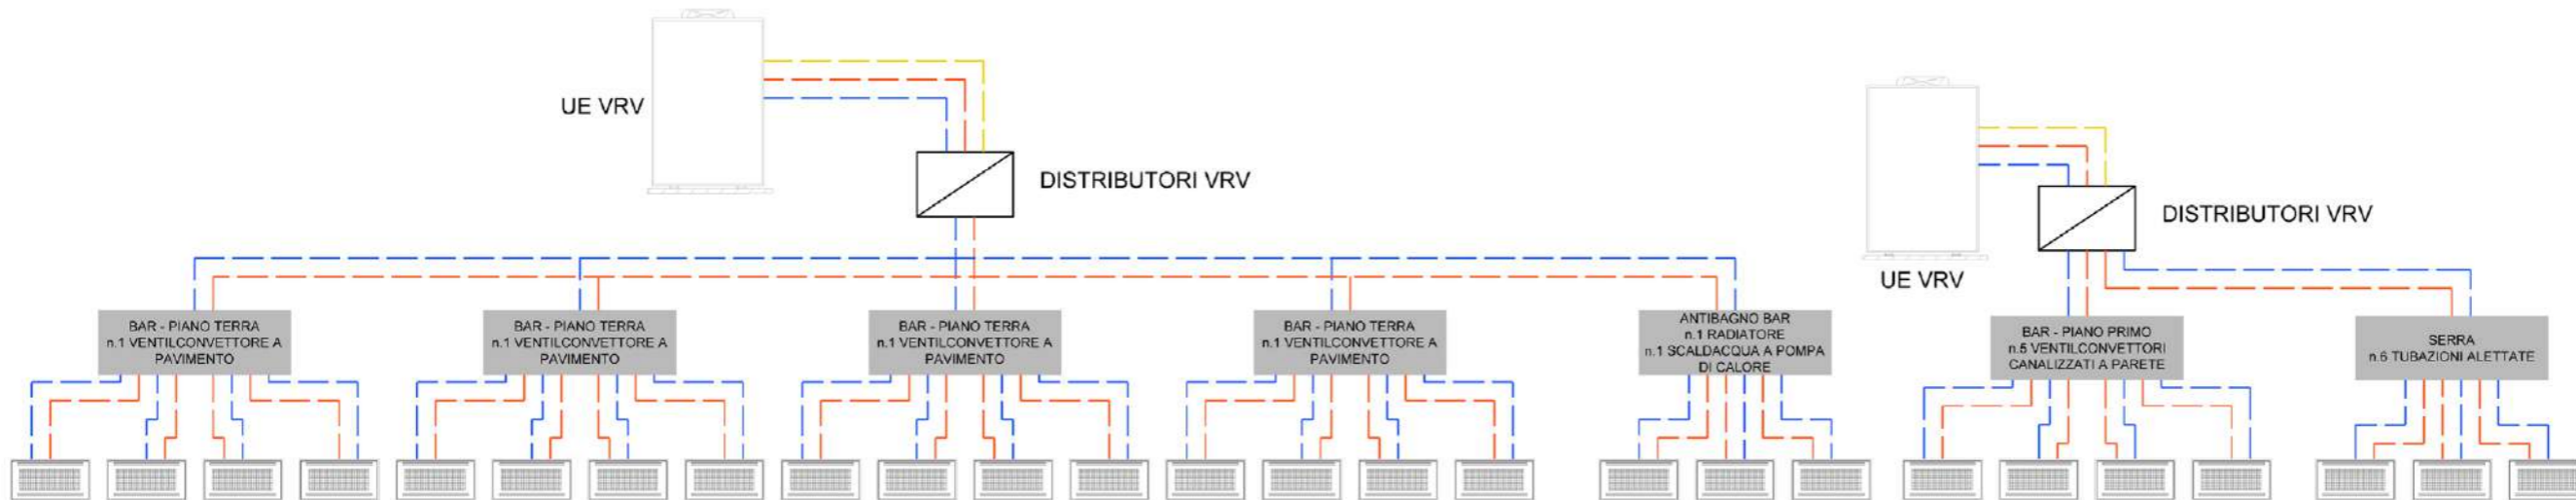 UE VRV
DISTRIBUTORI VRV
BAR - PIANO TERRA
n.1 VENTILCONVETTORE A
PAVIMENTO
BAR - PIANO TERRA
n.1 VENTILCONVETTORE A
PAVIMENTO
BAR - PIANO TERRA
n.1 VENTILCONVETTORE A
PAVIMENTO
BAR - PIANO TERRA
n.1 VENTILCONVETTORE A
PAVIMENTO
ANTIBAGNO BAR
n.1 RADIATORE
n.1 SCALDACQUA A POMPA
DI CALORE
DISTRIBUTORI VRV
UE VRV
BAR - PIANO PRIMO
n.5 VENTILCONVETTORI
CANALIZZATI A PARETE
SERRA
n.6 TUBAZIONI ALETTATE